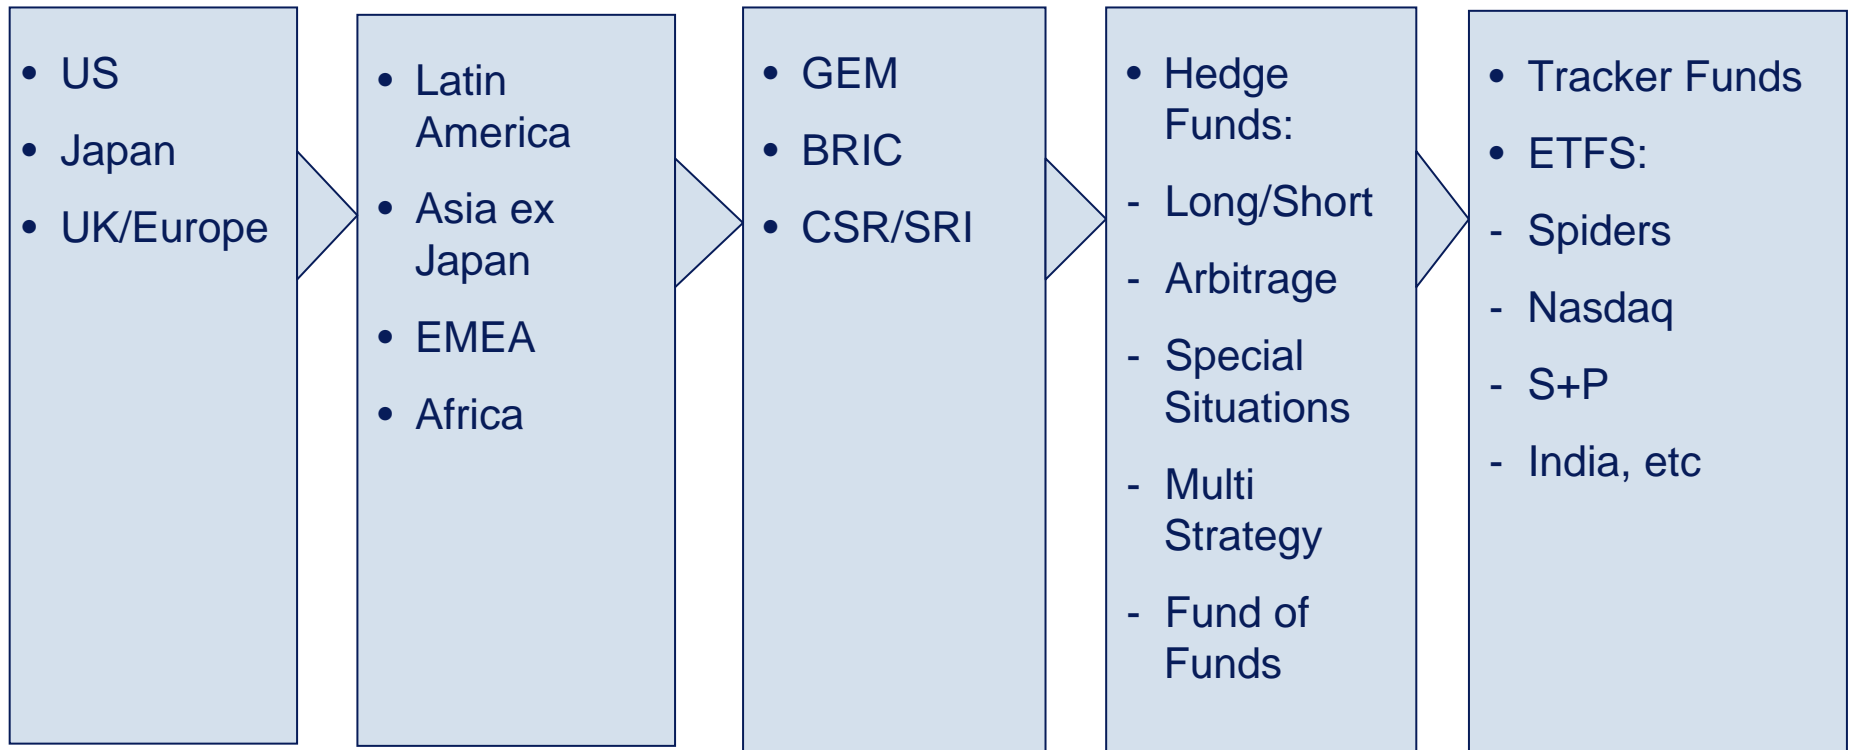 • US
• Japan
• UK/Europe
• Latin
America
• Asia ex
Japan
• EMEA
• Africa
• GEM
• BRIC
• CSR/SRI
• Hedge
Funds:
- Long/Short
- Arbitrage
- Special
Situations
- Multi
Strategy
- Fund of
Funds
• Tracker Funds
• ETFS:
- Spiders
- Nasdaq
- S+P
- India, etc